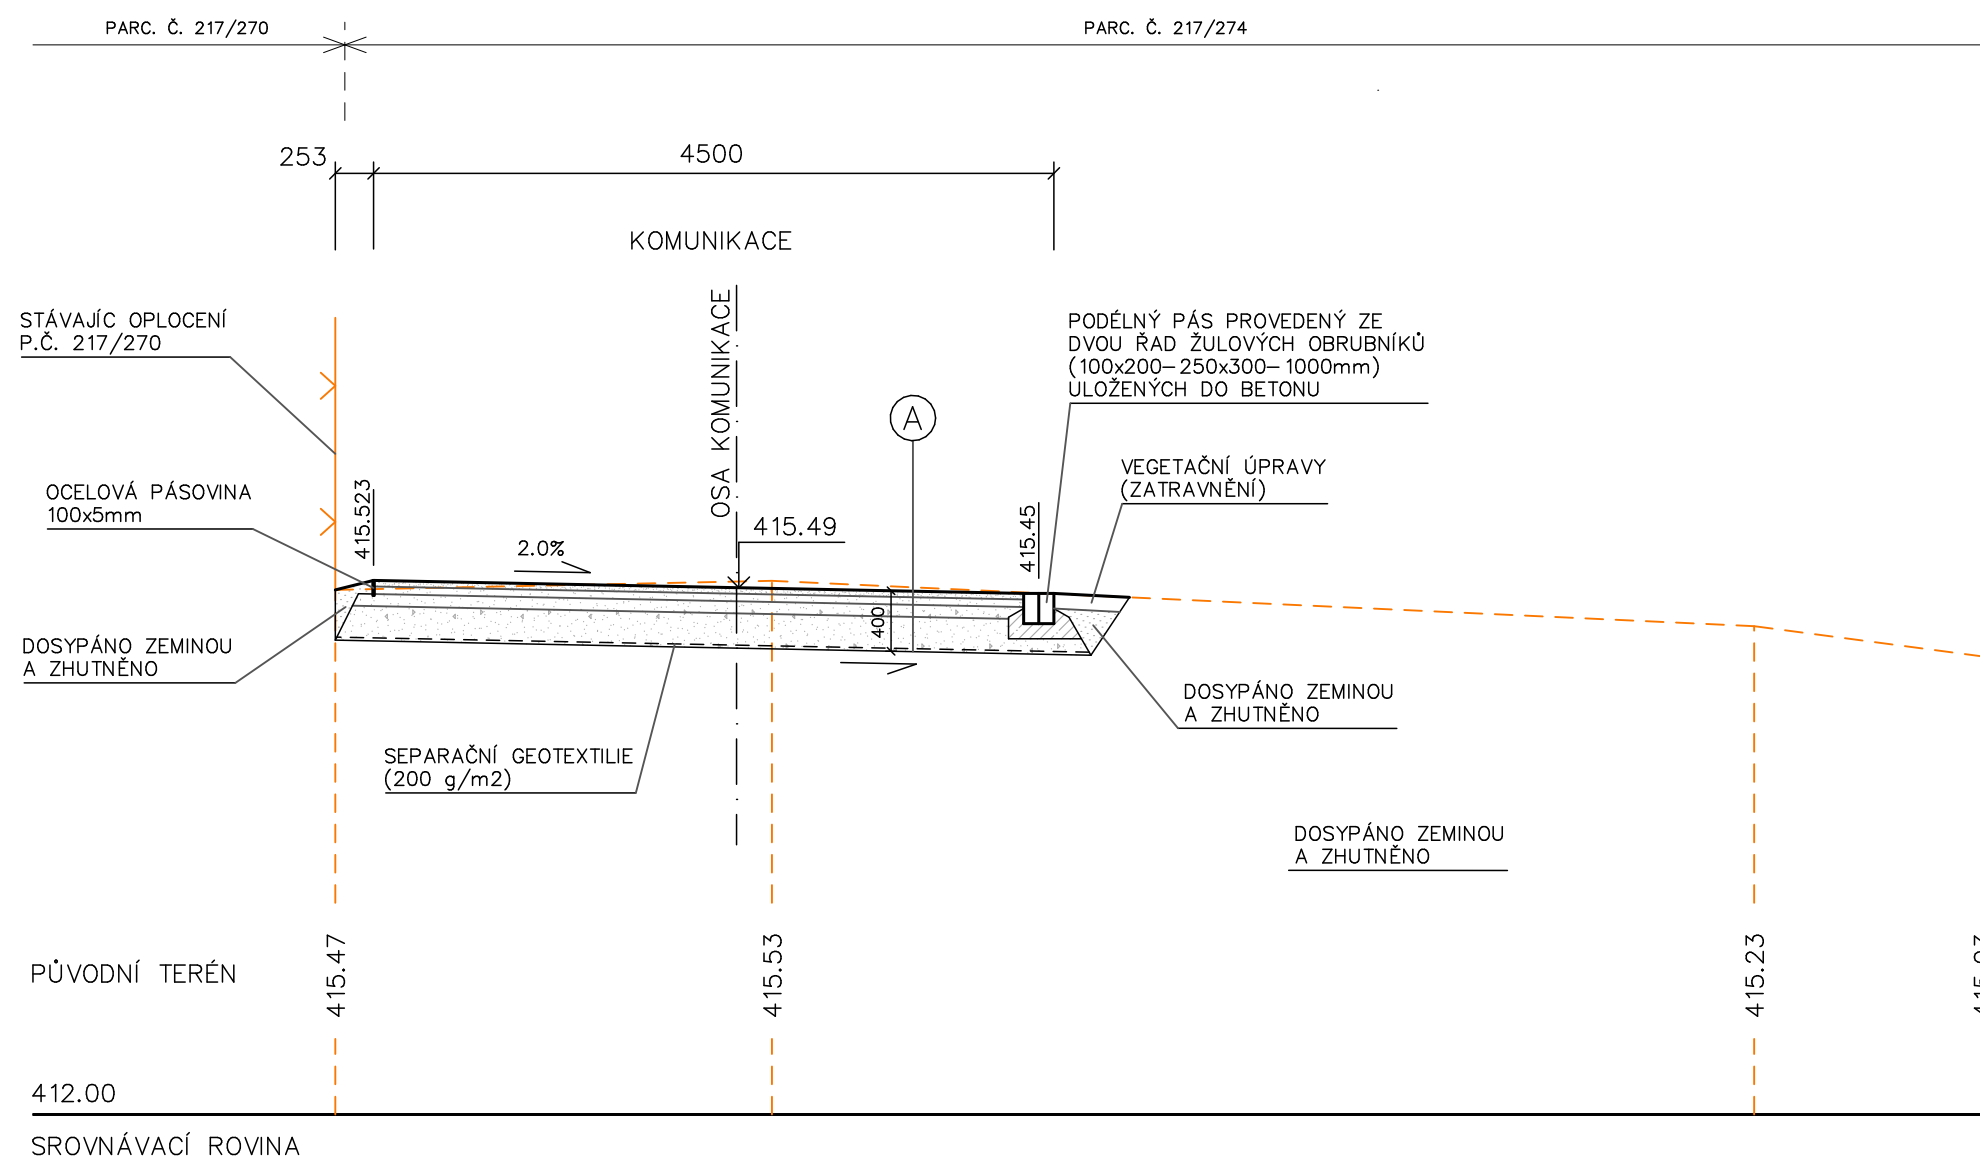 PARC. Č. 217/270
PARC. Č. 217/274
253
4500
KOMUNIKACE
OSA KOMUNIKACE
STÁVAJÍC OPLOCENÍ
P.Č. 217/270
PODÉLNÝ PÁS PROVEDENÝ ZE
DVOU ŘAD ŽULOVÝCH OBRUBNÍKŮ
(100x200-250x300-1000mm)
ULOŽENÝCH DO BETONU
A
VEGETAČNÍ ÚPRAVY
(ZATRAVNĚNÍ)
OCELOVÁ PÁSOVINA
100x5mm
415.523
2.0%
415.49
415.45
400
DOSYPÁNO ZEMINOU
A ZHUTNĚNO
DOSYPÁNO ZEMINOU
A ZHUTNĚNO
SEPARAČNÍ GEOTEXTILIE
(200 g/m2)
DOSYPÁNO ZEMINOU
A ZHUTNĚNO
PŮVODNÍ TERÉN
415.47
415.53
415.23
412.00
SROVNÁVACÍ ROVINA